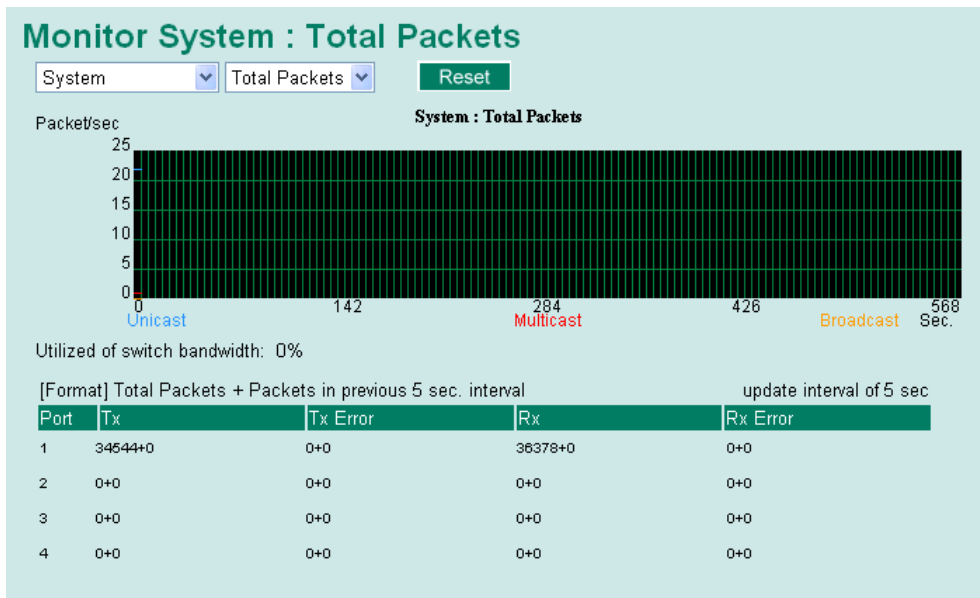 Monitor System : Total Packets
System Total Packets Reset
System : Total Packets
Packet/sec
25
20
15
10
5
0
0 142 284 426 568
Unicast Multicast Broadcast Sec.
Utilized of switch bandwidth: 0%
[Format] Total Packets + Packets in previous 5 sec. interval update interval of 5 sec
Port Tx Tx Error Rx Rx Error
1 34544+0 0+0 36378+0 0+0
2 0+0 0+0 0+0 0+0
3 0+0 0+0 0+0 0+0
4 0+0 0+0 0+0 0+0